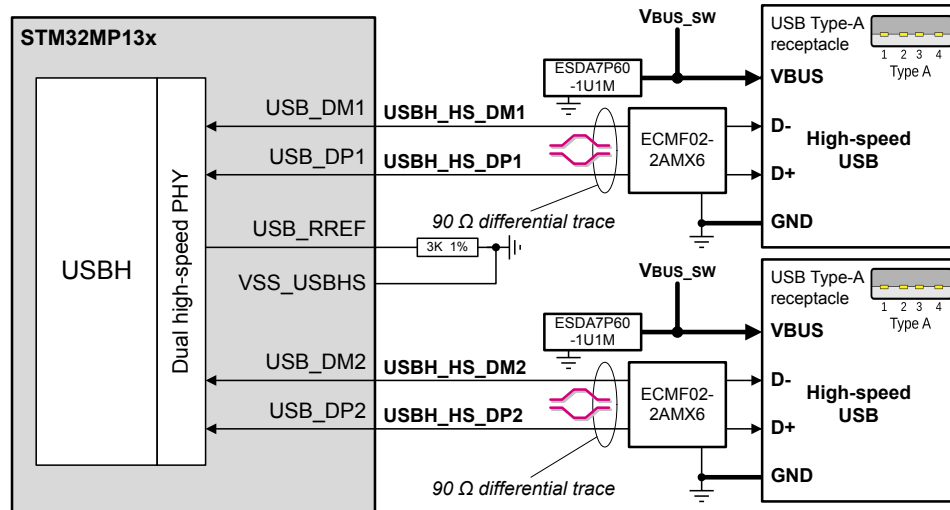 STM32MP13x
USBH
Dual high-speed PHY
USB_DM1
USBH_HS_DM1
USB_DP1
USBH_HS_DP1
90 Ω differential trace
USB_RREF
3K 1%
VSS_USBHS
USB_DM2
USBH_HS_DM2
USB_DP2
USBH_HS_DP2
90 Ω differential trace
VBUS_SW
ESDA7P60
-1U1M
ECMF02-
2AMX6
USB Type-A
receptacle
1 2 3 4
Type A
VBUS
D-
High-speed
USB
D+
GND
VBUS_SW
ESDA7P60
-1U1M
ECMF02-
2AMX6
USB Type-A
receptacle
1 2 3 4
Type A
VBUS
D-
High-speed
USB
D+
GND